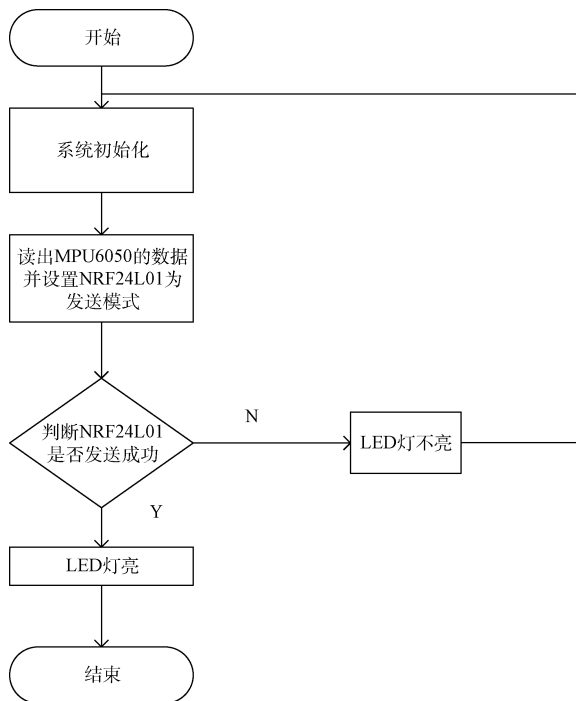 开始
系统初始化
读出MPU6050的数据
并设置NRF24L01为
发送模式
判断NRF24L01
是否发送成功
N
LED灯不亮
Y
LED灯亮
结束